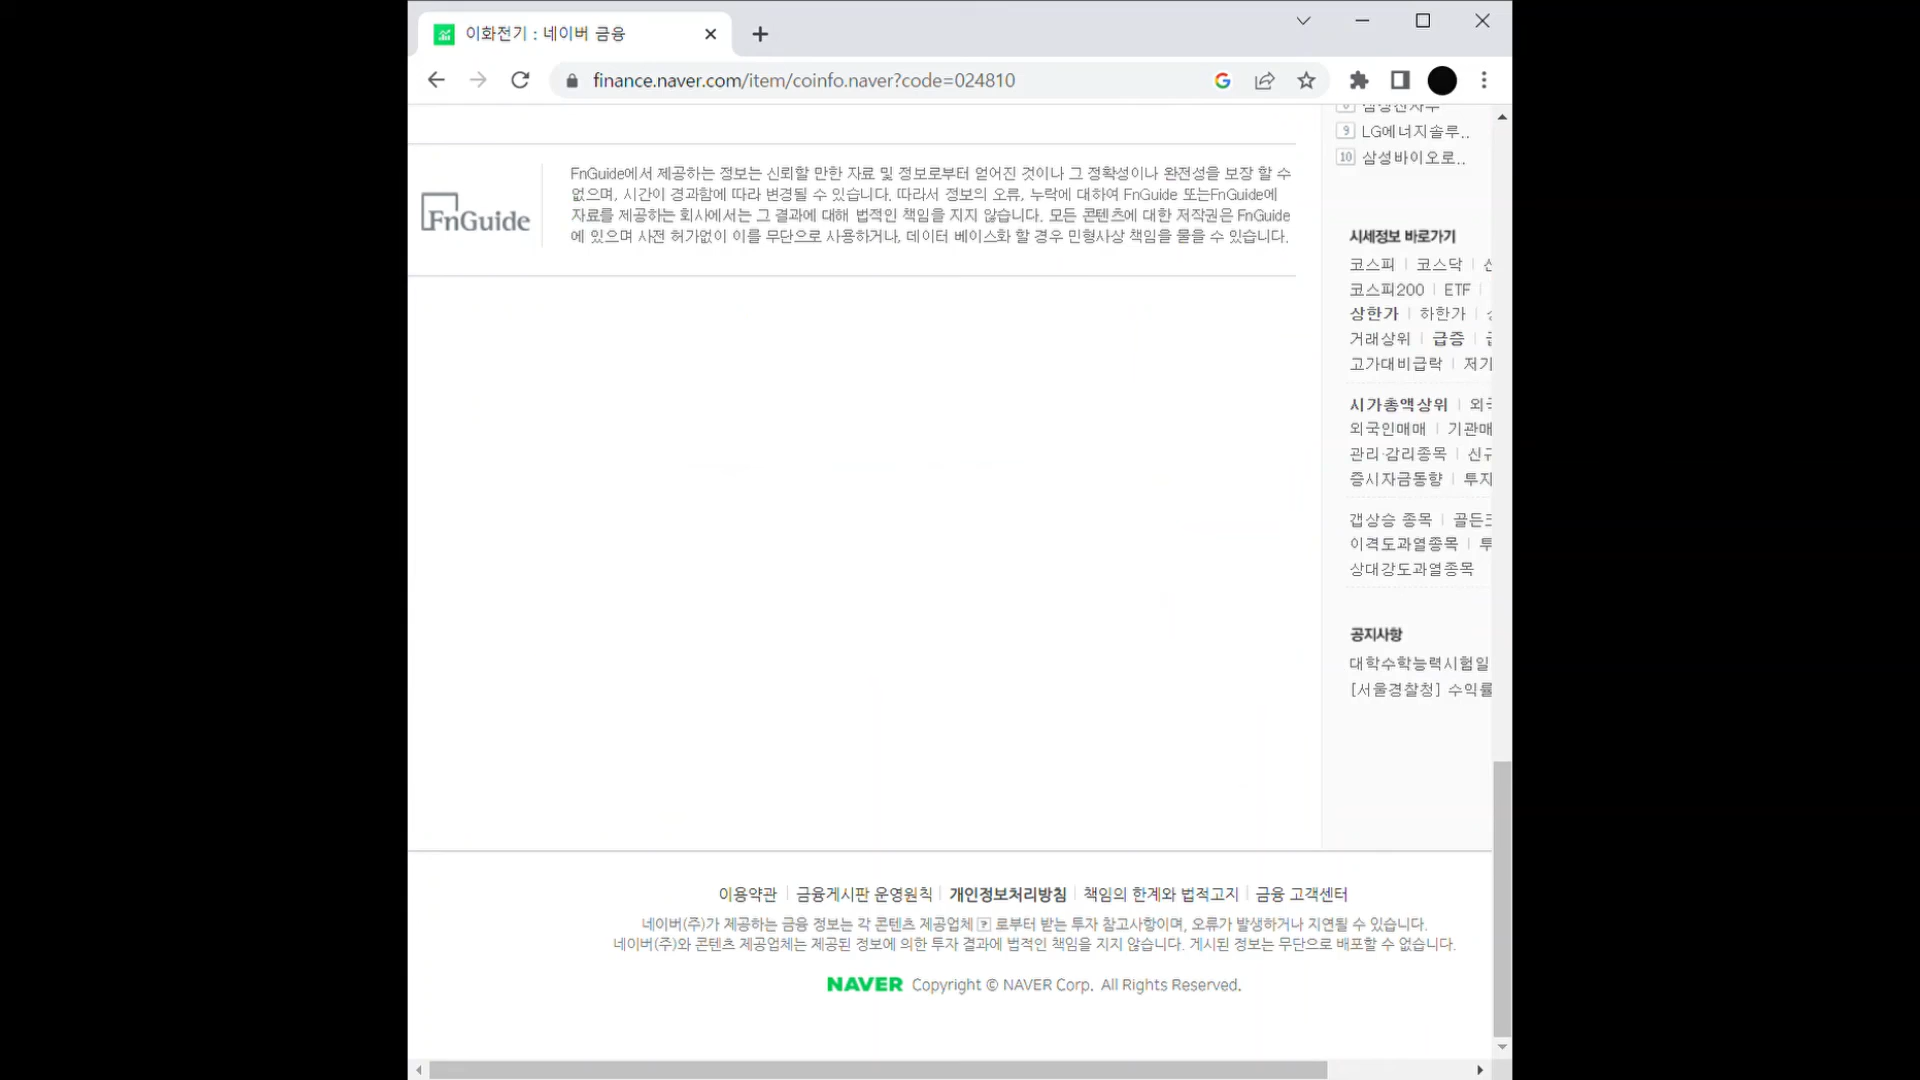 이화전기 : 네이버 금융
finance.naver.com/item/coinfo.naver?code=024810
9 LG에너지솔루..
10 삼성바이오로..
FnGuide
FnGuide에서 제공하는 정보는 신뢰할 만한 자료 및 정보로부터 얻어진 것이나 그 정확성이나 완전성을 보장 할 수
없으며, 시간이 경과함에 따라 변경될 수 있습니다. 따라서 정보의 오류, 누락에 대하여 FnGuide 또는FnGuide에
자료를 제공하는 회사에서는 그 결과에 대해 법적인 책임을 지지 않습니다. 모든 콘텐츠에 대한 저작권은 FnGuide
에 있으며 사전 허가없이 이를 무단으로 사용하거나, 데이터 베이스화 할 경우 민형사상 책임을 물을 수 있습니다.
시세정보 바로가기
코스피 | 코스닥 |
코스피200 | ETF |
상한가 | 하한가 |
거래상위 | 급증 |
고가대비급락 | 저가
시가총액상위 |
외국인매매 | 기관매
관리·감리종목 | 신규
증시자금동향 | 투자
갭상승 종목 | 골든
이격도과열종목 | 투
상대강도과열종목
공지사항
대학수학능력시험일
[서울경찰청] 수익률
이용약관 | 금융게시판 운영원칙 | 개인정보처리방침 | 책임의 한계와 법적고지 | 금융 고객센터
네이버(주)가 제공하는 금융 정보는 각 콘텐츠 제공업체 ? 로부터 받는 투자 참고사항이며, 오류가 발생하거나 지연될 수 있습니다.
네이버(주)와 콘텐츠 제공업체는 제공된 정보에 의한 투자 결과에 법적인 책임을 지지 않습니다. 게시된 정보는 무단으로 배포할 수 없습니다.
NAVER Copyright © NAVER Corp. All Rights Reserved.